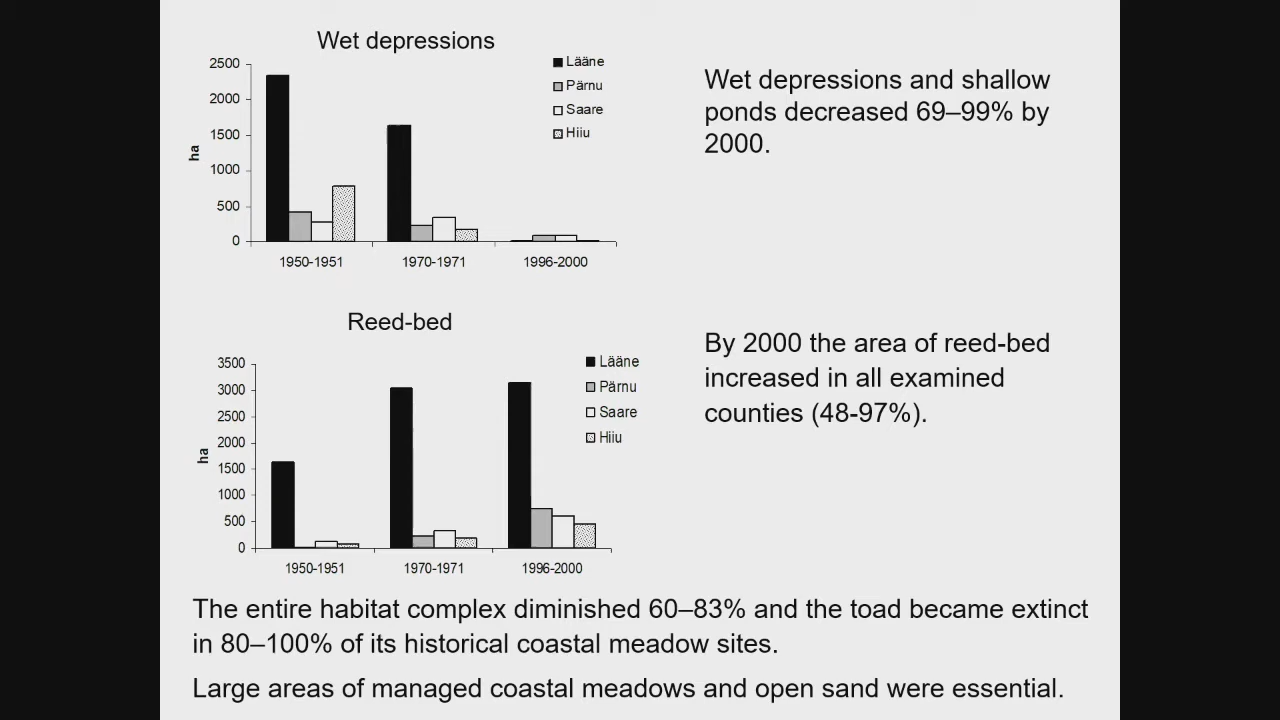 Wet depressions
2500
2000
1500
1000
500
0
ha
1950-1951
1970-1971
1996-2000
Lääne
Pärnu
Saare
Hiiu
Wet depressions and shallow
ponds decreased 69–99% by
2000.
Reed-bed
3500
3000
2500
2000
1500
1000
500
0
ha
1950-1951
1970-1971
1996-2000
Lääne
Pärnu
Saare
Hiiu
By 2000 the area of reed-bed
increased in all examined
counties (48-97%).
The entire habitat complex diminished 60–83% and the toad became extinct
in 80–100% of its historical coastal meadow sites.
Large areas of managed coastal meadows and open sand were essential.